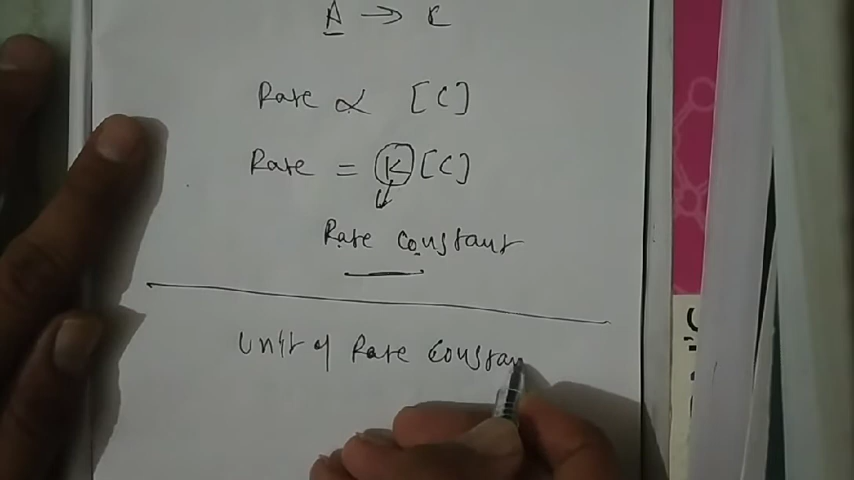 A → C
Rate ∝ [C]
Rate = K [C]
Rate Constant
Unit of Rate Constan